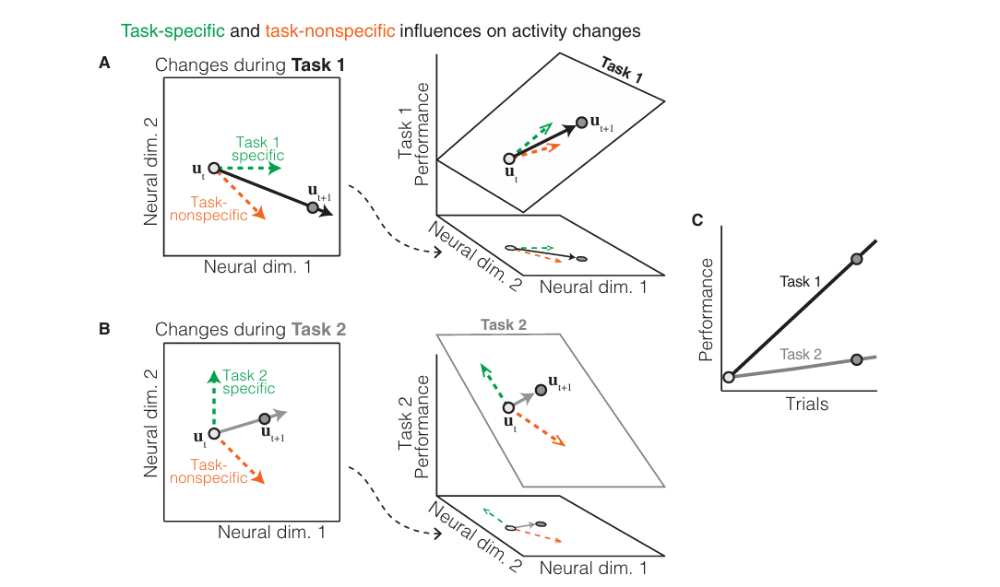 Task-specific and task-nonspecific influences on activity changes
A
Changes during Task 1
Neural dim. 2
Task 1
specific
u t
u t+1
Task-
nonspecific
Neural dim. 1
Task 1
Performance
Task 1
u t+1
u t
Neural dim. 2
Neural dim. 1
B
Changes during Task 2
Neural dim. 2
Task 2
specific
u t
u t+1
Task-
nonspecific
Neural dim. 1
Task 2
Task 2
Performance
u t+1
u t
Neural dim. 2
Neural dim. 1
C
Performance
Task 1
Task 2
Trials